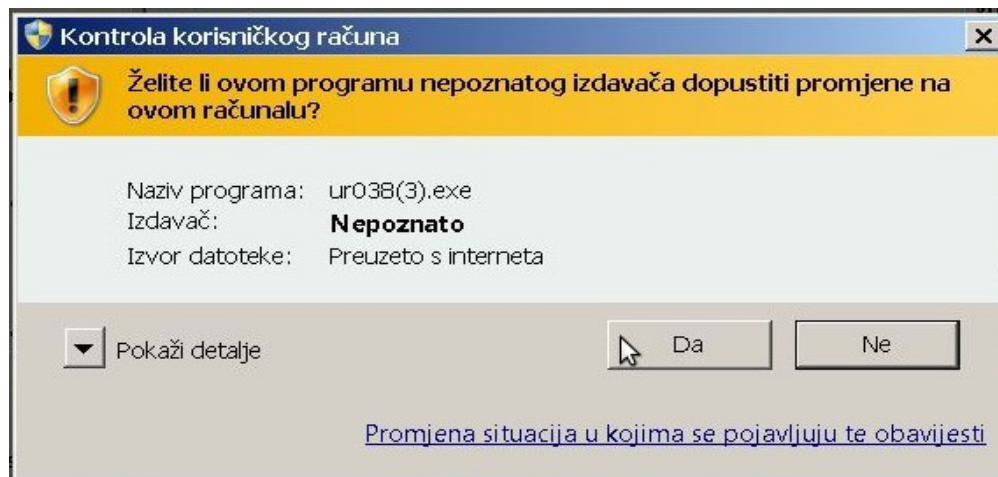 Kontrola korisničkog računa
Želite li ovom programu nepoznatog izdavača dopustiti promjene na
ovom računalu?
Naziv programa: ur038(3).exe
Izdavač: Nepoznato
Izvor datoteke: Preuzeto s interneta
Pokaži detalje
Da
Ne
Promjena situacija u kojima se pojavljuju te obavijesti